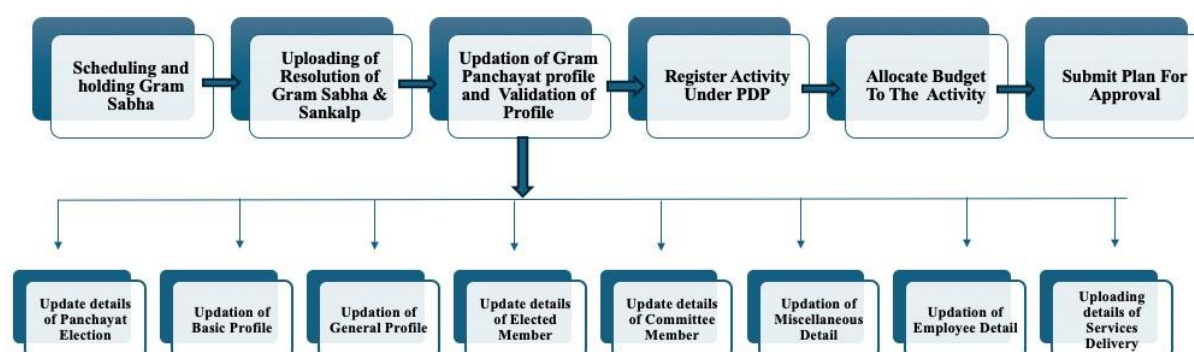 Scheduling and
holding Gram
Sabha
Uploading of
Resolution of
Gram Sabha &
Sankalp
Updation of Gram
Panchayat profile
and Validation of
Profile
Register Activity
Under PDP
Allocate Budget
To The Activity
Submit Plan For
Approval
Update details
of Panchayat
Election
Updation of
Basic Profile
Updation of
General Profile
Update details
of Elected
Member
Update details
of Committee
Member
Updation of
Miscellaneous
Detail
Updation of
Employee Detail
Uploading
details of
Services
Delivery